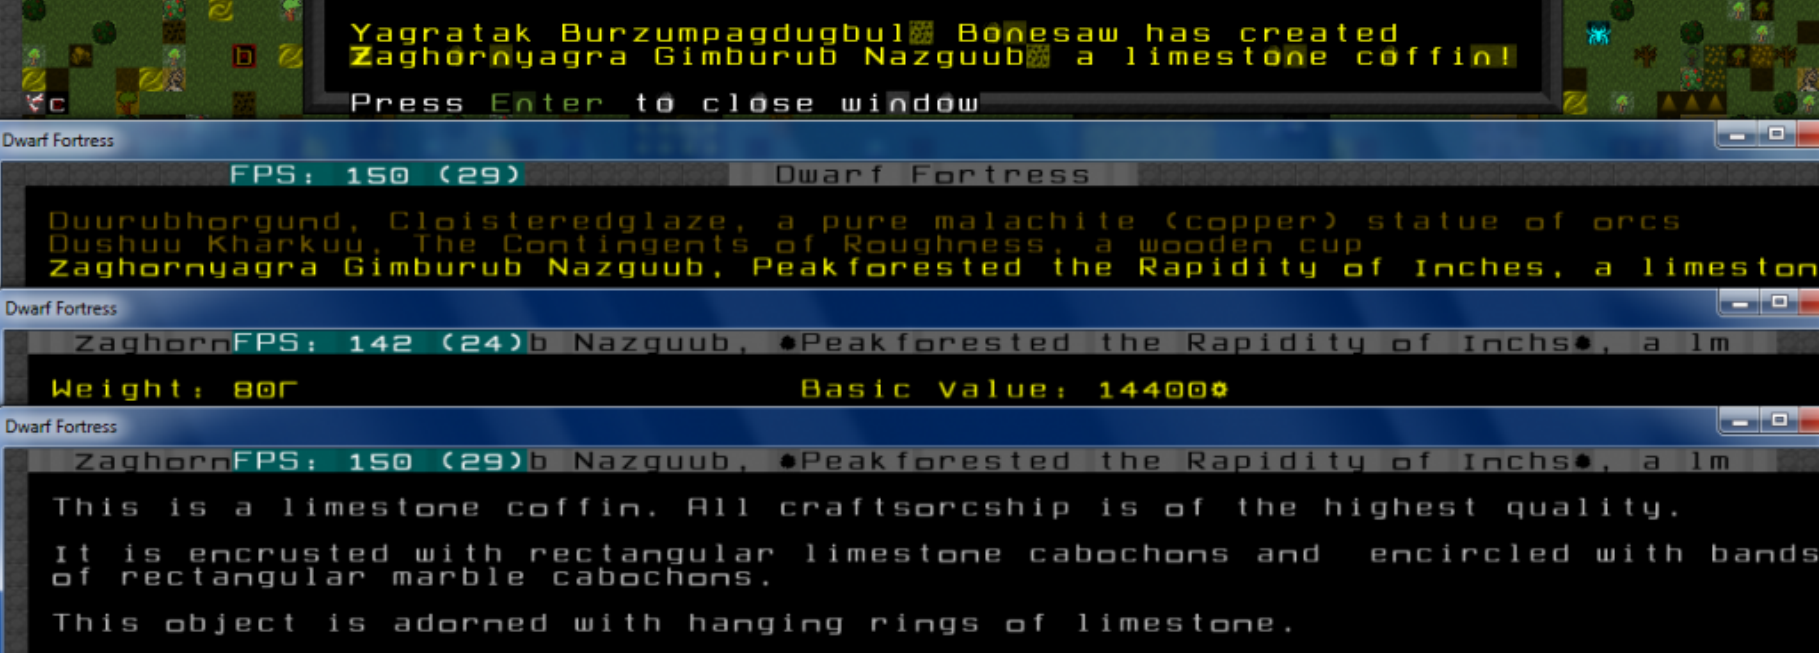 Yagratak Burzumpagdugbul▒ Bonesaw has created
Zaghornyagra Gimburub Nazguub▒ a limestone coffin!
Press Enter to close window
Dwarf Fortress
FPS: 150 (29) Dwarf Fortress
Duurubhorgund, Cloisteredglaze, a pure malachite (copper) statue of orcs
Dushuu Kharkuu, The Contingents of Roughness, a wooden cup
Zaghornyagra Gimburub Nazguub, Peakforested the Rapidity of Inches, a limeston
Dwarf Fortress
ZaghornFPS: 142 (24)b Nazguub, ☼Peakforested the Rapidity of Inchs☼, a lm
Weight: 80Γ Basic Value: 14400☼
Dwarf Fortress
ZaghornFPS: 150 (29)b Nazguub, ☼Peakforested the Rapidity of Inchs☼, a lm
This is a limestone coffin. All craftsorcship is of the highest quality.
It is encrusted with rectangular limestone cabochons and  encircled with bands
of rectangular marble cabochons.
This object is adorned with hanging rings of limestone.